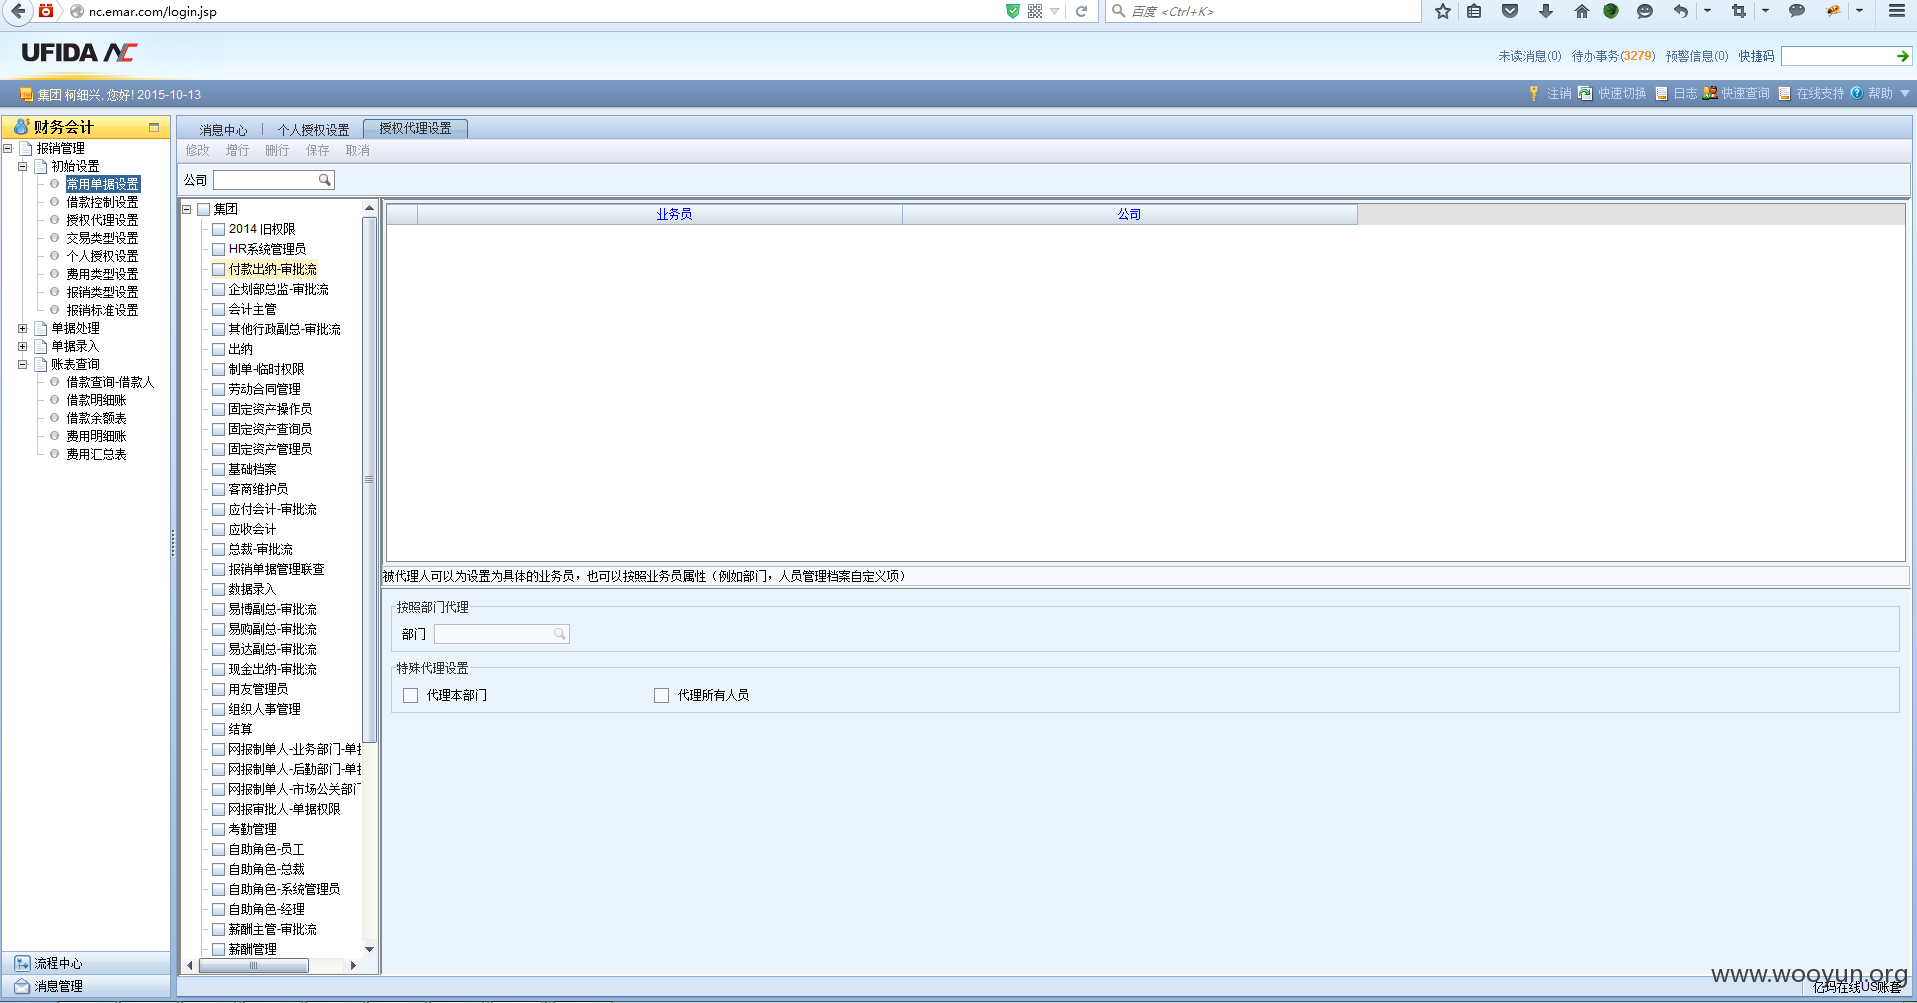 nc.emar.com/login.jsp
百度 <Ctrl+K>
UFIDA NC
未读消息(0) 待办事务(3279) 预警信息(0) 快捷码
集团 柯细兴, 您好! 2015-10-13
注销 快速切换 日志 快速查询 在线支持 帮助
财务会计
消息中心 个人授权设置 授权代理设置
修改 增行 删行 保存 取消
公司
报销管理
初始设置
常用单据设置
借款控制设置
授权代理设置
交易类型设置
个人授权设置
费用类型设置
报销类型设置
报销标准设置
单据处理
单据录入
账表查询
借款查询-借款人
借款明细账
借款余额表
费用明细账
费用汇总表
流程中心
消息管理
集团
2014 旧权限
HR系统管理员
付款出纳-审批流
企划部总监-审批流
会计主管
其他行政副总-审批流
出纳
制单-临时权限
劳动合同管理
固定资产操作员
固定资产查询员
固定资产管理员
基础档案
客商维护员
应付会计-审批流
应收会计
总裁-审批流
报销单据管理联查
数据录入
易博副总-审批流
易购副总-审批流
易达副总-审批流
现金出纳-审批流
用友管理员
组织人事管理
结算
网报制单人-业务部门-单
网报制单人-后勤部门-单
网报制单人-市场公关部门
网报审批人-单据权限
考勤管理
自助角色-员工
自助角色-总裁
自助角色-系统管理员
自助角色-经理
薪酬主管-审批流
薪酬管理
业务员 公司
被代理人可以为设置为具体的业务员，也可以按照业务员属性（例如部门，人员管理档案自定义项）
按照部门代理
部门
特殊代理设置
代理本部门 代理所有人员
www.wooyun.org
亿玛在线US账套